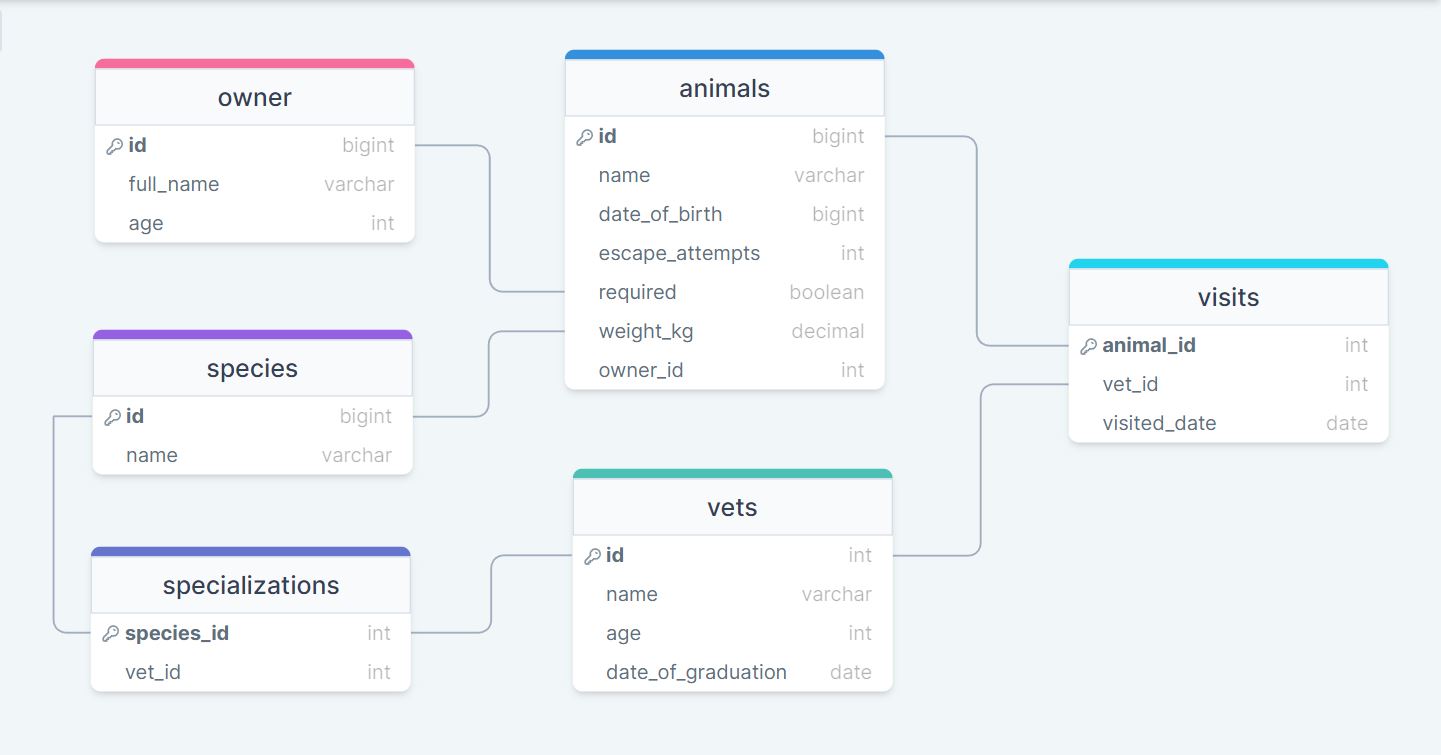 owner
id bigint
full_name varchar
age int
animals
id bigint
name varchar
date_of_birth bigint
escape_attempts int
required boolean
weight_kg decimal
owner_id int
visits
animal_id int
vet_id int
visited_date date
species
id bigint
name varchar
vets
id int
name varchar
age int
date_of_graduation date
specializations
species_id int
vet_id int